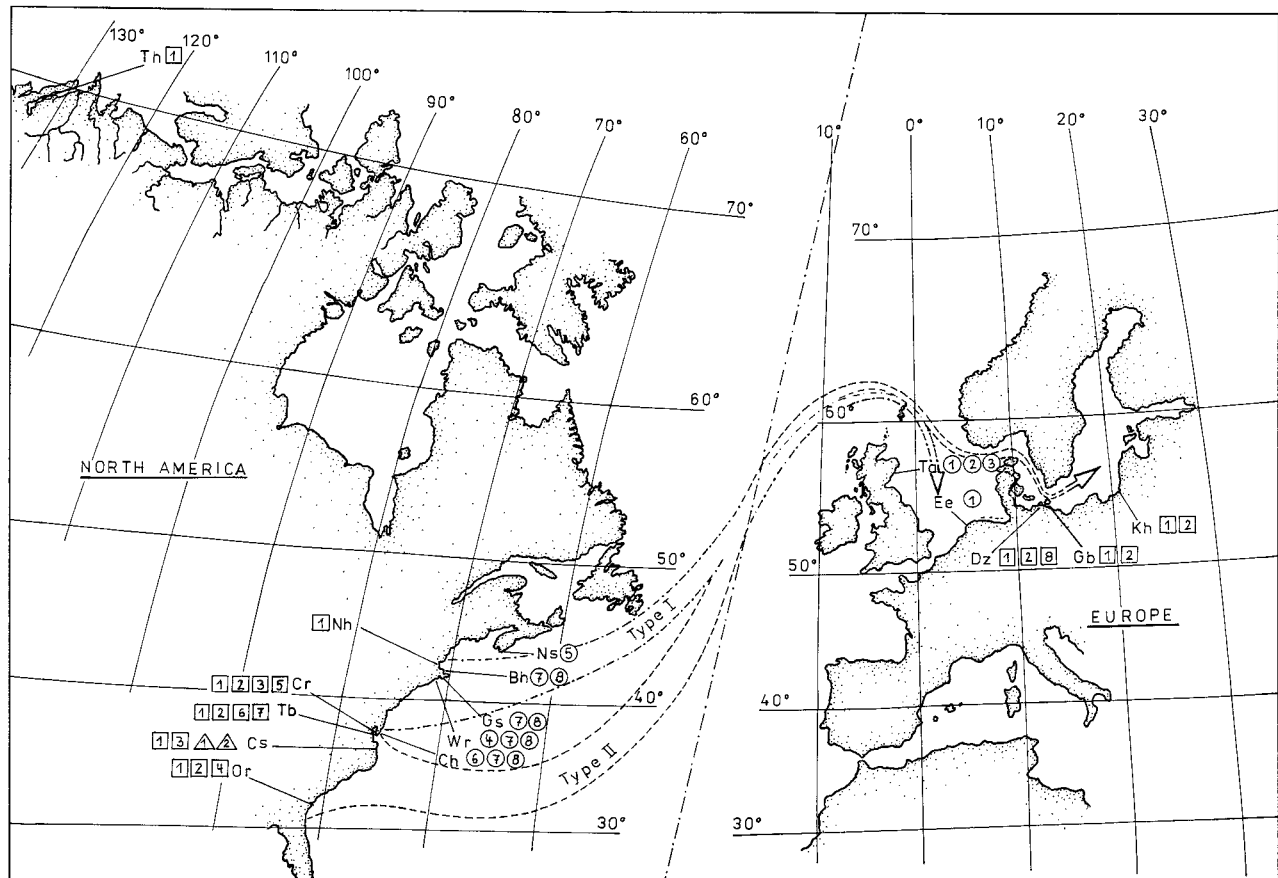 130°
120°
110°
100°
90°
80°
70°
60°
10°
0°
10°
20°
30°
Th 1
70°
70°
60°
60°
NORTH AMERICA
Ta 1 2 3
Ee 1
Kh 1 2
Dz 1 2 8
Gb 1 2
50°
50°
EUROPE
Type I
1 Nh
Ns 5
Bh 7 8
1 2 3 5 Cr
40°
40°
1 2 6 7 Tb
Gs 7 8
Wr 4 7 8
1 3 1 2 Cs
Ch 6 7 8
Type II
1 2 4 Or
30°
30°